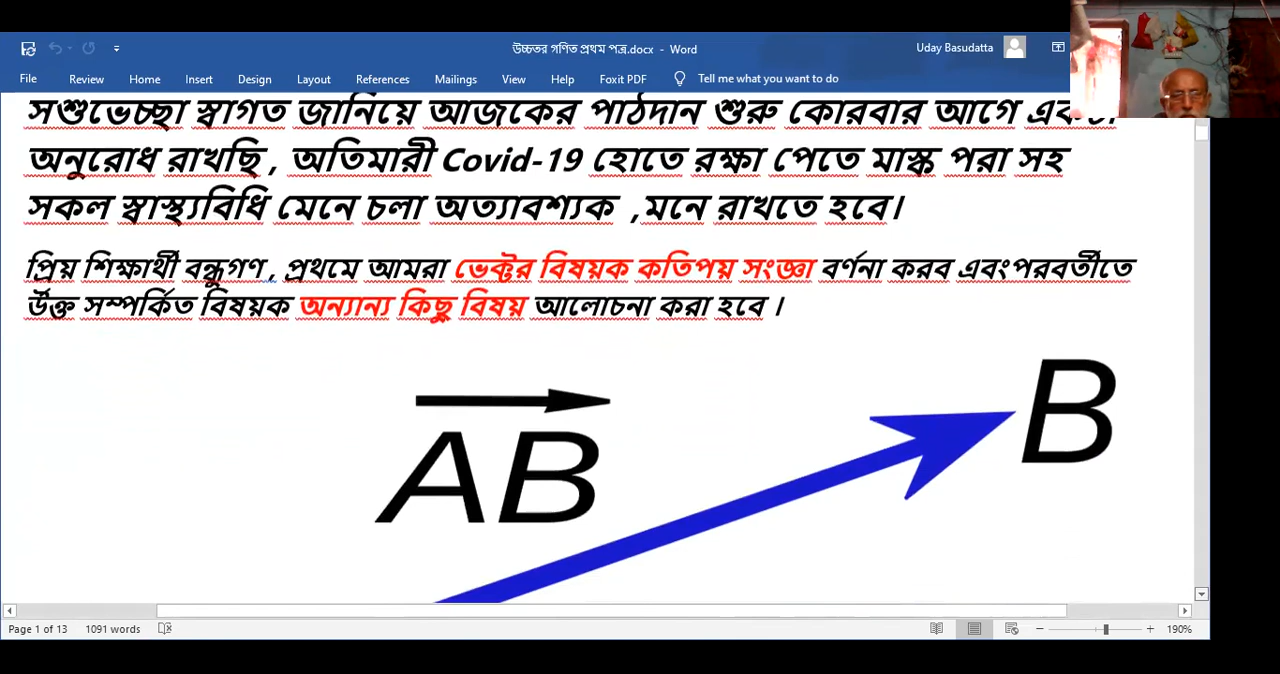 উচ্চতর গণিত প্রথম পত্র.docx - Word
Uday Basudatta
File Review Home Insert Design Layout References Mailings View Help Foxit PDF Tell me what you want to do
সশুভেচ্ছা স্বাগত জানিয়ে আজকের পাঠদান শুরু কোরবার আগে
অনুরোধ রাখছি , অতিমারী Covid-19 হোতে রক্ষা পেতে মাস্ক পরা সহ
সকল স্বাস্থ্যবিধি মেনে চলা অত্যাবশ্যক ,মনে রাখতে হবে।
প্রিয় শিক্ষার্থী বন্ধুগণ , প্রথমে আমরা ভেক্টর বিষয়ক কতিপয় সংজ্ঞা বর্ণনা করব এবংপরবর্তীতে
সম্পর্কিত বিষয়ক অন্যান্য কিছু বিষয় আলোচনা করা হবে ।
AB
B
Page 1 of 13 1091 words 190%